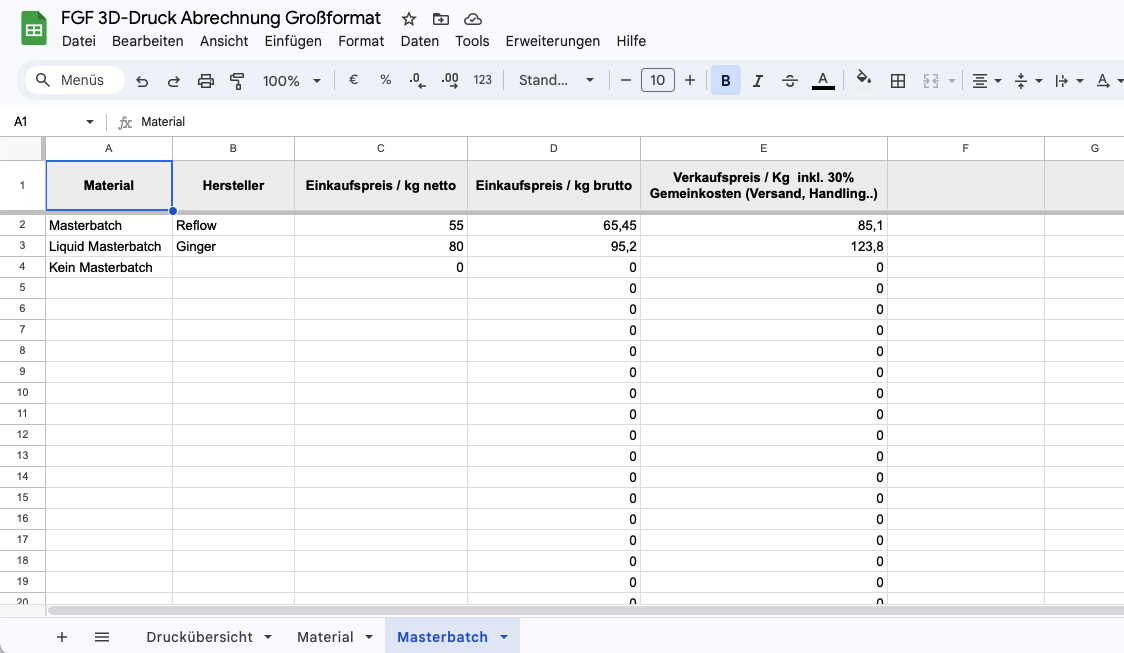 FGF 3D-Druck Abrechnung Großformat
Datei Bearbeiten Ansicht Einfügen Format Daten Tools Erweiterungen Hilfe
Menüs 100% € % .0 .00 123 Stand... − 10 + B I S A A
A1 fx Material
A B C D E F G
1 Material Hersteller Einkaufspreis / kg netto Einkaufspreis / kg brutto Verkaufspreis / Kg inkl. 30%
Gemeinkosten (Versand, Handling..)
2 Masterbatch Reflow 55 65,45 85,1
3 Liquid Masterbatch Ginger 80 95,2 123,8
4 Kein Masterbatch 0 0 0
5 0 0
6 0 0
7 0 0
8 0 0
9 0 0
10 0 0
11 0 0
12 0 0
13 0 0
14 0 0
15 0 0
16 0 0
17 0 0
18 0 0
19 0 0
20 0 0
+ Druckübersicht Material Masterbatch